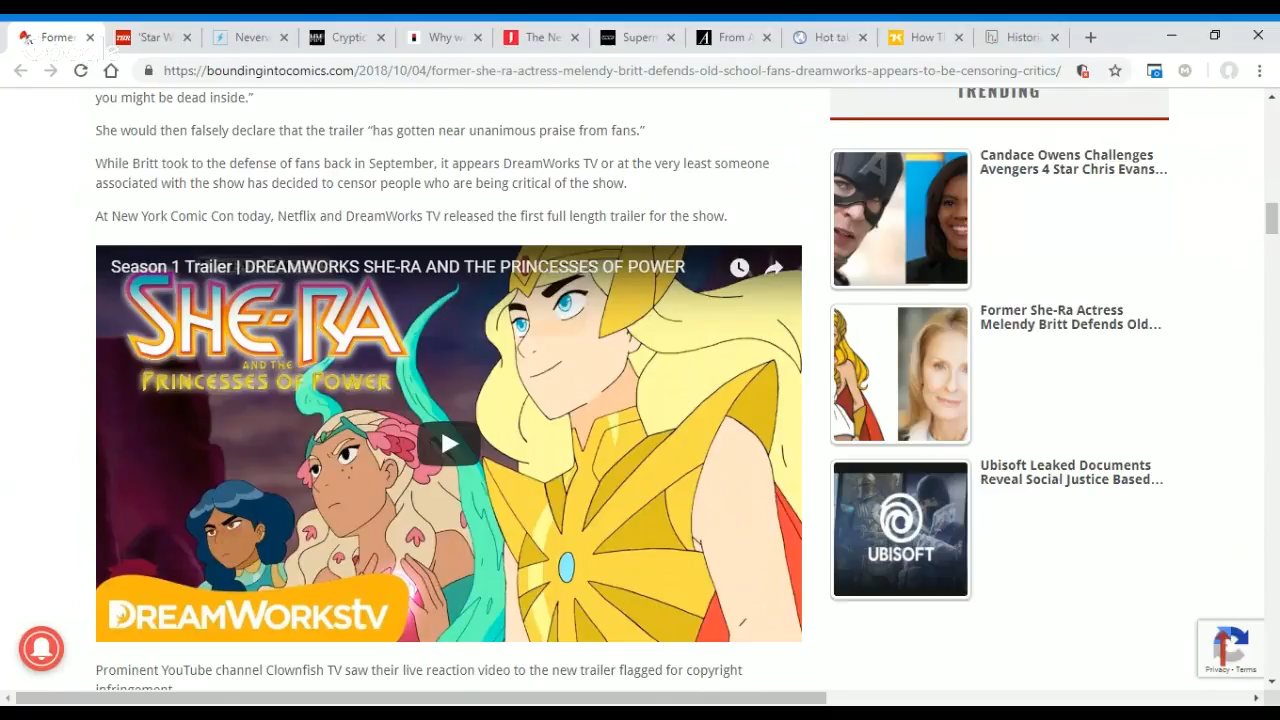 Forme
'Star W
Never
Cryptic
Why w
The Me
Superm
From A
Not tal
How Ti
Histor
https://boundingintocomics.com/2018/10/04/former-she-ra-actress-melendy-britt-defends-old-school-fans-dreamworks-appears-to-be-censoring-critics/
you might be dead inside.”
She would then falsely declare that the trailer “has gotten near unanimous praise from fans.”
While Britt took to the defense of fans back in September, it appears DreamWorks TV or at the very least someone
associated with the show has decided to censor people who are being critical of the show.
At New York Comic Con today, Netflix and DreamWorks TV released the first full length trailer for the show.
Season 1 Trailer | DREAMWORKS SHE-RA AND THE PRINCESSES OF POWER
SHE-RA
AND THE
PRINCESSES OF POWER
DREAMWORKSTV
Prominent YouTube channel Clownfish TV saw their live reaction video to the new trailer flagged for copyright
infringement.
TRENDING
Candace Owens Challenges
Avengers 4 Star Chris Evans...
Former She-Ra Actress
Melendy Britt Defends Old...
Ubisoft Leaked Documents
Reveal Social Justice Based...
UBISOFT
Privacy - Terms